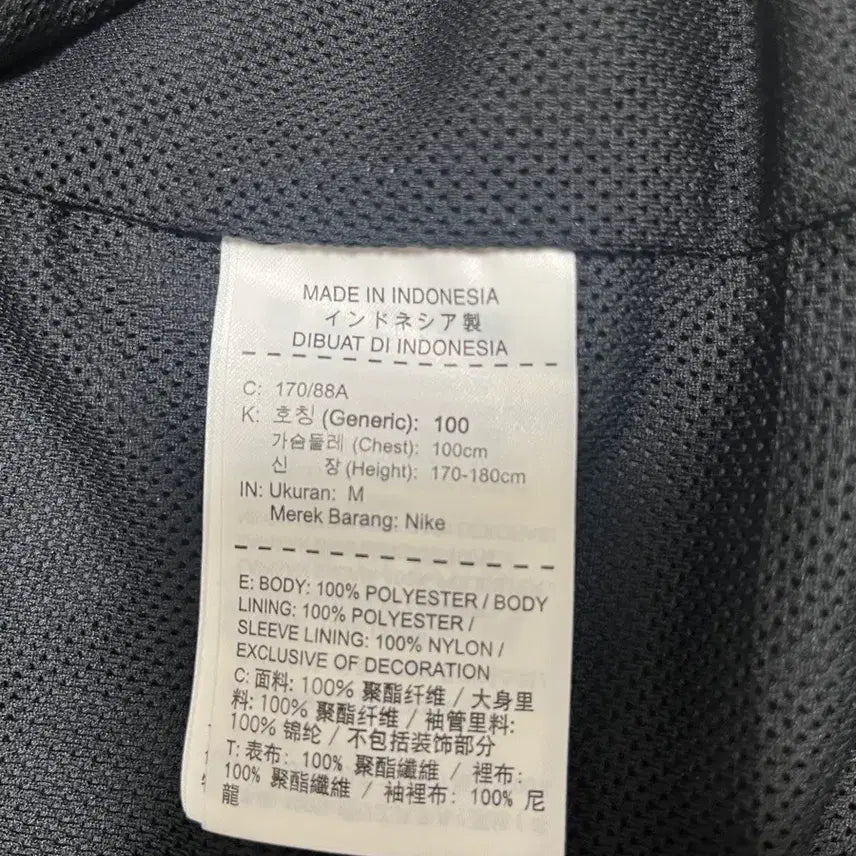 MADE IN INDONESIA
インドネシア製
DIBUAT DI INDONESIA
C: 170/88A
K: 호칭 (Generic): 100
가슴둘레 (Chest): 100cm
신 장 (Height): 170-180cm
IN: Ukuran: M
Merek Barang: Nike
E: BODY: 100% POLYESTER / BODY
LINING: 100% POLYESTER /
SLEEVE LINING: 100% NYLON /
EXCLUSIVE OF DECORATION
C: 面料: 100% 聚酯纤维 / 大身里
料: 100% 聚酯纤维 / 袖管里料:
100% 锦纶 / 不包括装饰部分
T: 表布: 100% 聚酯纖維 / 裡布:
100% 聚酯纖維 / 袖裡布: 100% 尼
龍